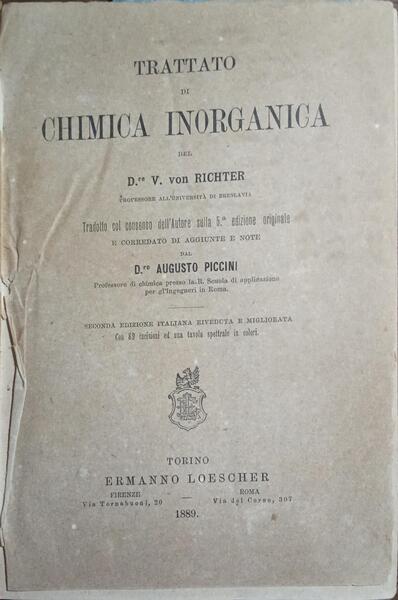 TRATTATO
DI
CHIMICA INORGANICA
DEL
D.re V. von RICHTER
PROFESSORE ALL'UNIVERSITÀ DI BRESLAVIA
Tradotto col consenso dell'Autore sulla 5.a edizione originale
E CORREDATO DI AGGIUNTE E NOTE
DAL
D.re AUGUSTO PICCINI
Professore di chimica presso la R. Scuola di applicazione
per gl'Ingegneri in Roma.
SECONDA EDIZIONE ITALIANA RIVEDUTA E MIGLIORATA
Con 89 incisioni ed una tavola spettrale in colori.
TORINO
ERMANNO LOESCHER
FIRENZE
Via Tornabuoni, 20
ROMA
Via del Corso, 307
1889.